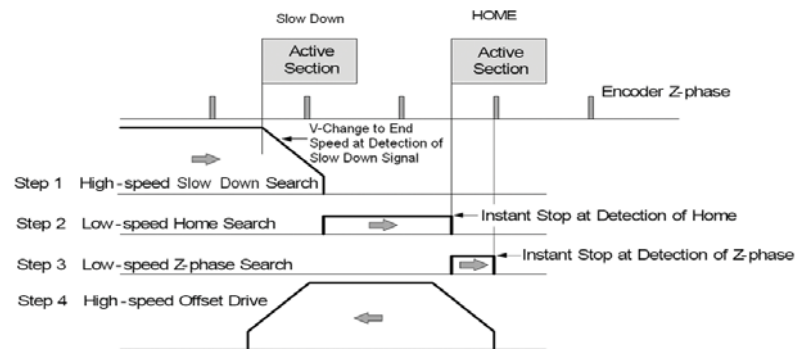 Slow Down
HOME
Active
Section
Active
Section
Encoder Z-phase
V-Change to End
Speed at Detection of
Slow Down Signal
Step 1 High-speed Slow Down Search
Step 2 Low-speed Home Search
Instant Stop at Detection of Home
Step 3 Low-speed Z-phase Search
Instant Stop at Detection of Z-phase
Step 4 High-speed Offset Drive